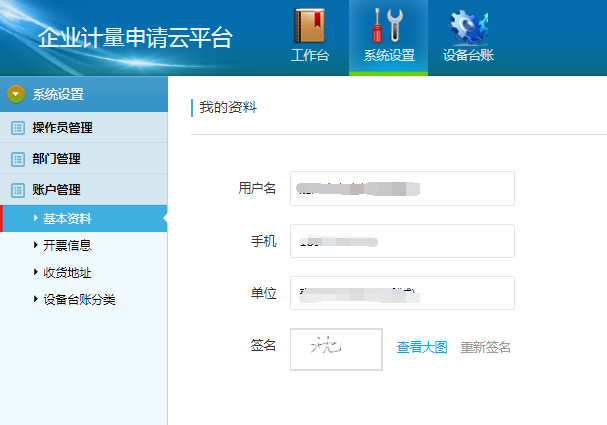 企业计量申请云平台
工作台
系统设置
设备台账
系统设置
操作员管理
部门管理
账户管理
基本资料
开票信息
收货地址
设备台账分类
我的资料
用户名
手机
单位
签名
查看大图
重新签名